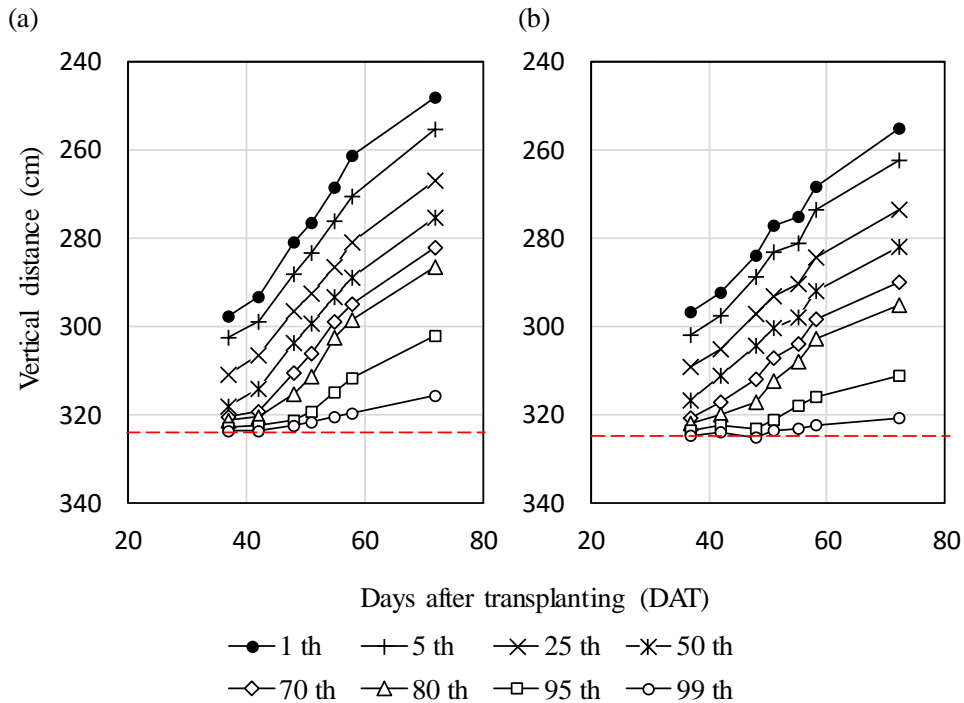 (a)
(b)
240
260
280
300
320
340
20
40
60
80
240
260
280
300
320
340
20
40
60
80
Vertical distance (cm)
Days after transplanting (DAT)
1 th
5 th
25 th
50 th
70 th
80 th
95 th
99 th